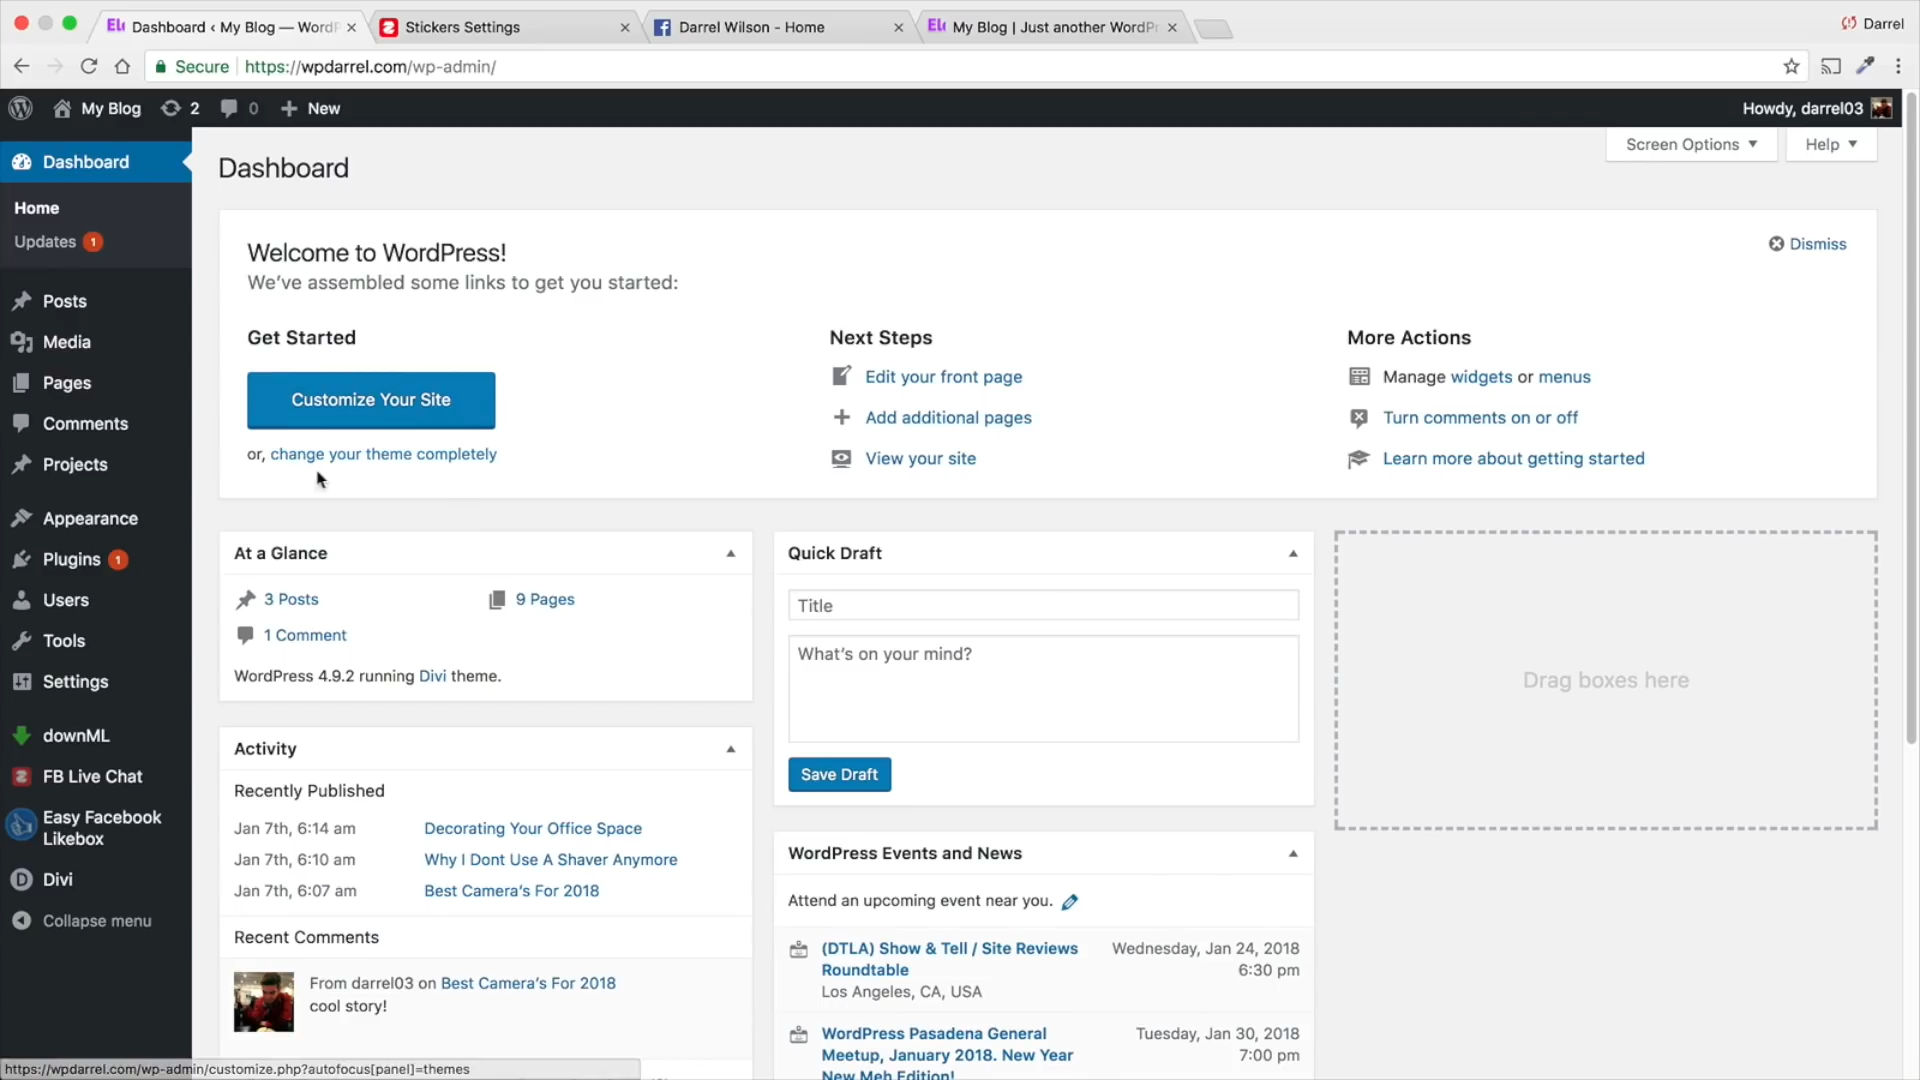 Dashboard ‹ My Blog — WordP
Stickers Settings
Darrel Wilson - Home
My Blog | Just another WordPr
Darrel
Secure
https://wpdarrel.com/wp-admin/
My Blog
2
0
New
Howdy, darrel03
Dashboard
Home
Updates 1
Posts
Media
Pages
Comments
Projects
Appearance
Plugins 1
Users
Tools
Settings
downML
FB Live Chat
Easy Facebook
Likebox
Divi
Collapse menu
Screen Options
Help
Dashboard
Welcome to WordPress!
We’ve assembled some links to get you started:
Dismiss
Get Started
Customize Your Site
or, change your theme completely
Next Steps
Edit your front page
Add additional pages
View your site
More Actions
Manage widgets or menus
Turn comments on or off
Learn more about getting started
At a Glance
3 Posts
9 Pages
1 Comment
WordPress 4.9.2 running Divi theme.
Activity
Recently Published
Jan 7th, 6:14 am Decorating Your Office Space
Jan 7th, 6:10 am Why I Dont Use A Shaver Anymore
Jan 7th, 6:07 am Best Camera’s For 2018
Recent Comments
From darrel03 on Best Camera’s For 2018
cool story!
Quick Draft
Title
What’s on your mind?
Save Draft
WordPress Events and News
Attend an upcoming event near you.
(DTLA) Show & Tell / Site Reviews
Roundtable
Los Angeles, CA, USA
Wednesday, Jan 24, 2018
6:30 pm
WordPress Pasadena General
Meetup, January 2018. New Year
New Meh Edition!
Tuesday, Jan 30, 2018
7:00 pm
Drag boxes here
https://wpdarrel.com/wp-admin/customize.php?autofocus[panel]=themes